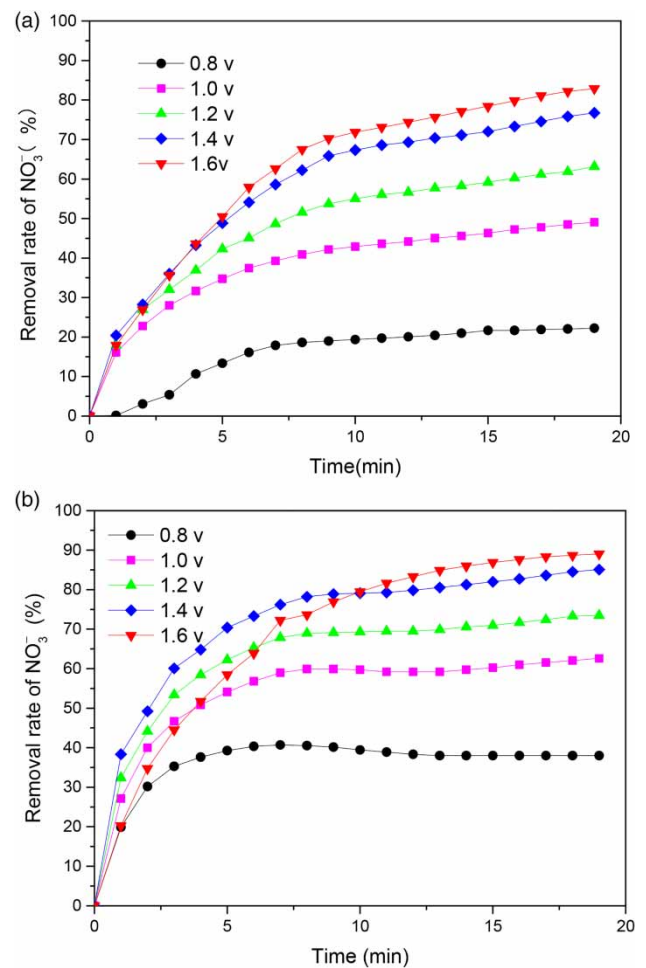 (a)
100
90
80
70
60
50
40
30
20
10
0
Removal rate of NO₃⁻( %)
0.8 v
1.0 v
1.2 v
1.4 v
1.6v
0 5 10 15 20
Time(min)
(b)
100
90
80
70
60
50
40
30
20
10
0
Removal rate of NO₃⁻ (%)
0.8 v
1.0 v
1.2 v
1.4 v
1.6 v
0 5 10 15 20
Time (min)